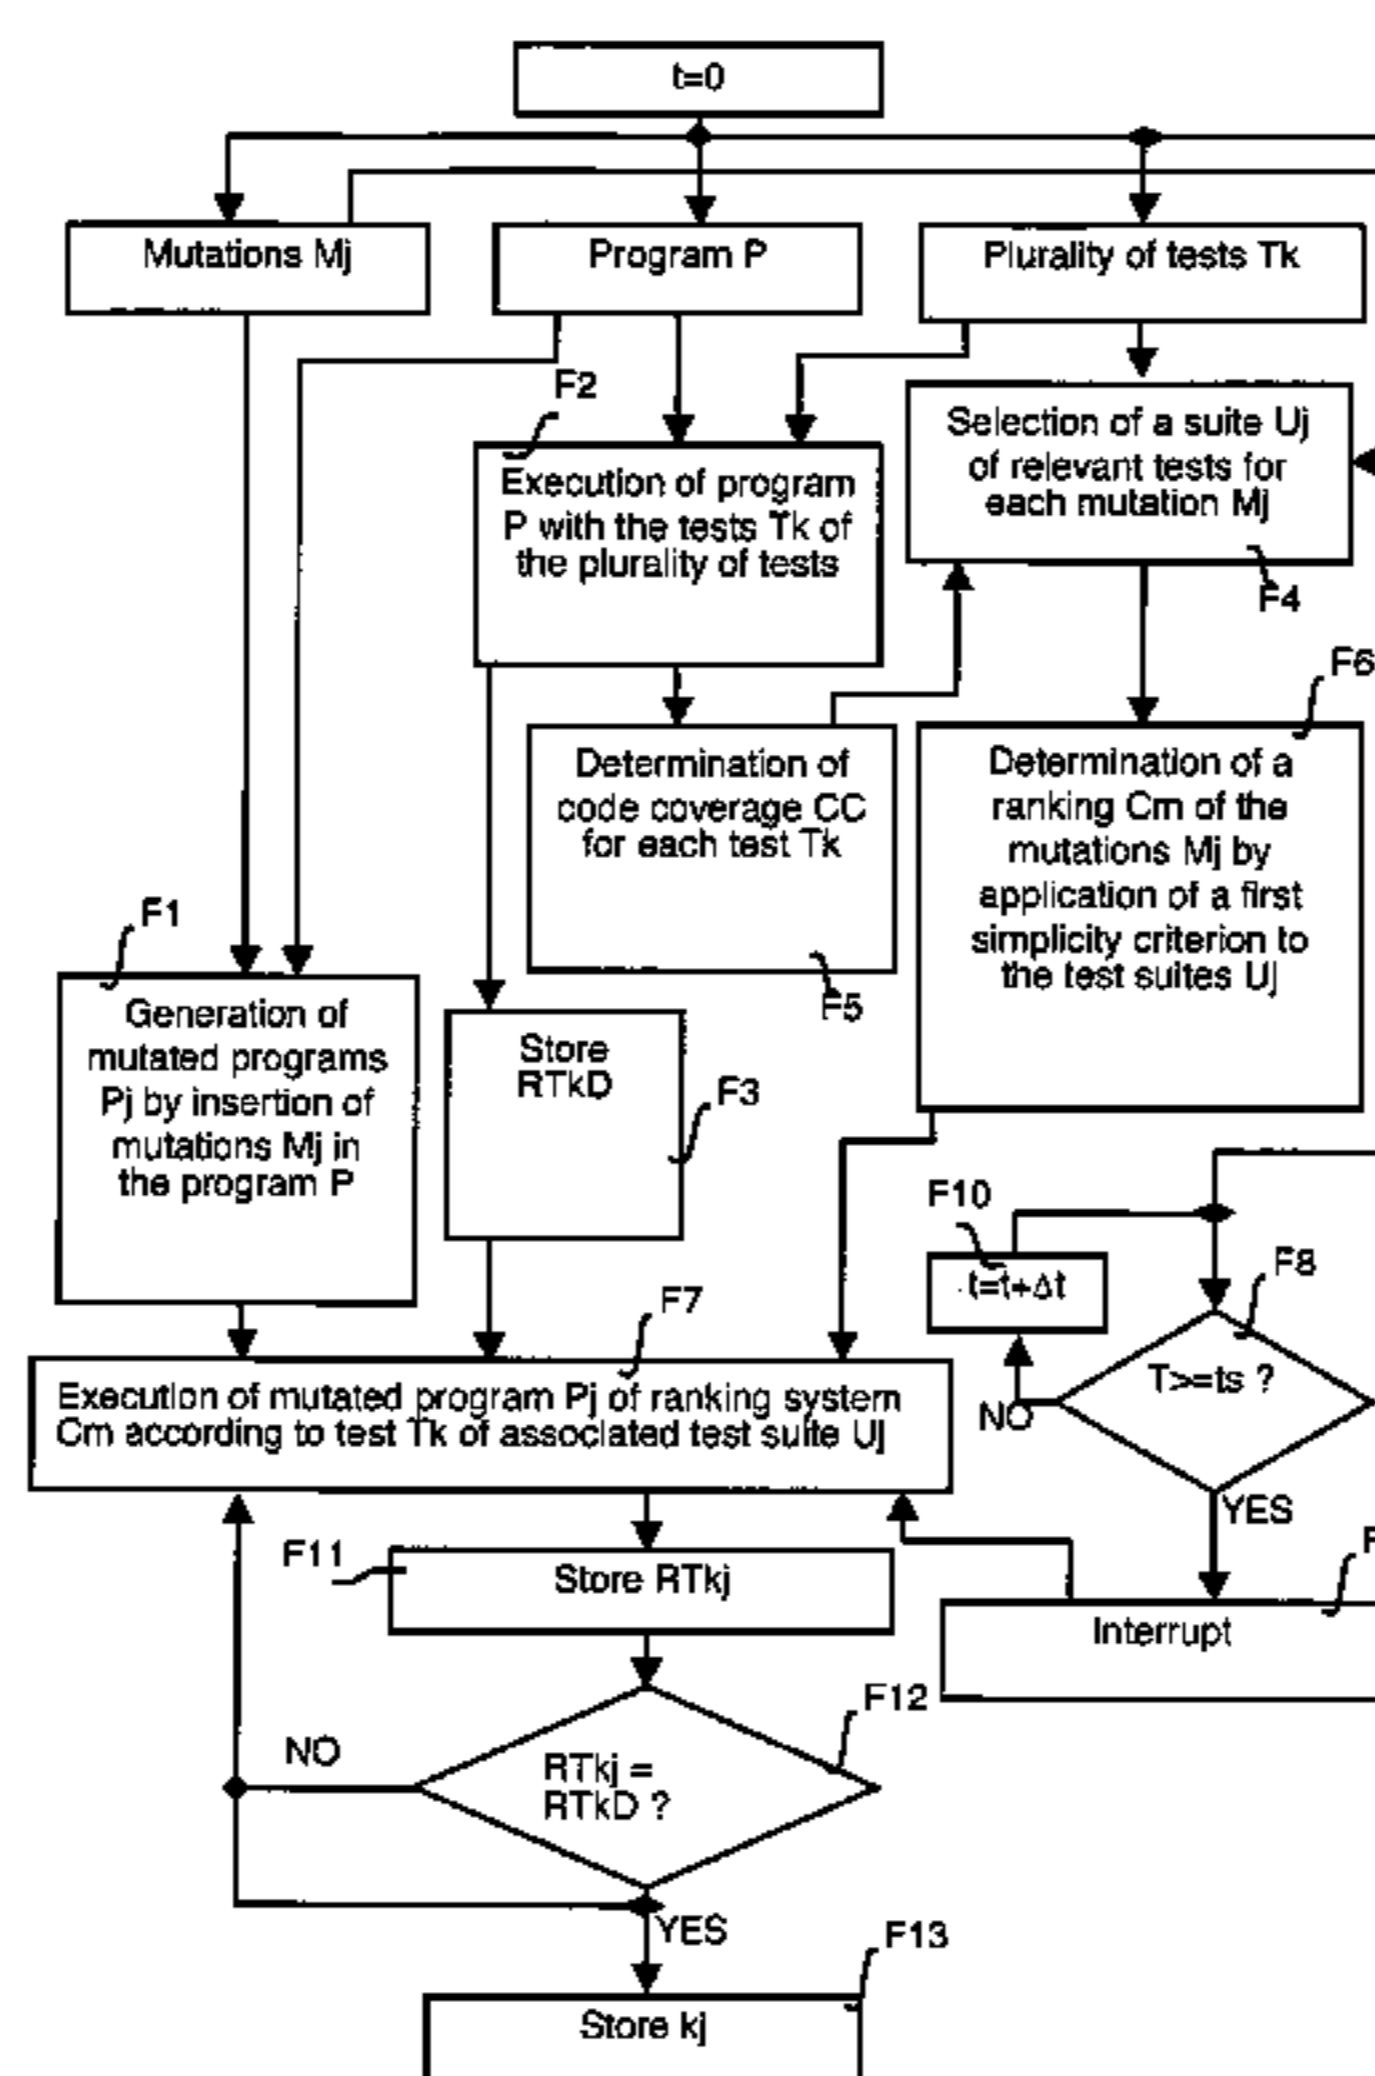 t=0
Mutations Mj
Program P
Plurality of tests Tk
F2
Selection of a suite Uj
of relevant tests for
each mutation Mj
F4
Execution of program
P with the tests Tk of
the plurality of tests
F6
Determination of
code coverage CC
for each test Tk
F5
Determination of a
ranking Cm of the
mutations Mj by
application of a first
simplicity criterion to
the test suites Uj
F1
Generation of
mutated programs
Pj by insertion of
mutations Mj in
the program P
Store
RTkD
F3
F10
t=t+Δt
F8
T>=ts ?
NO
YES
F7
Execution of mutated program Pj of ranking system
Cm according to test Tk of associated test suite Uj
F11
Store RTkj
F
Interrupt
F12
RTkj =
RTkD ?
NO
YES
F13
Store kj